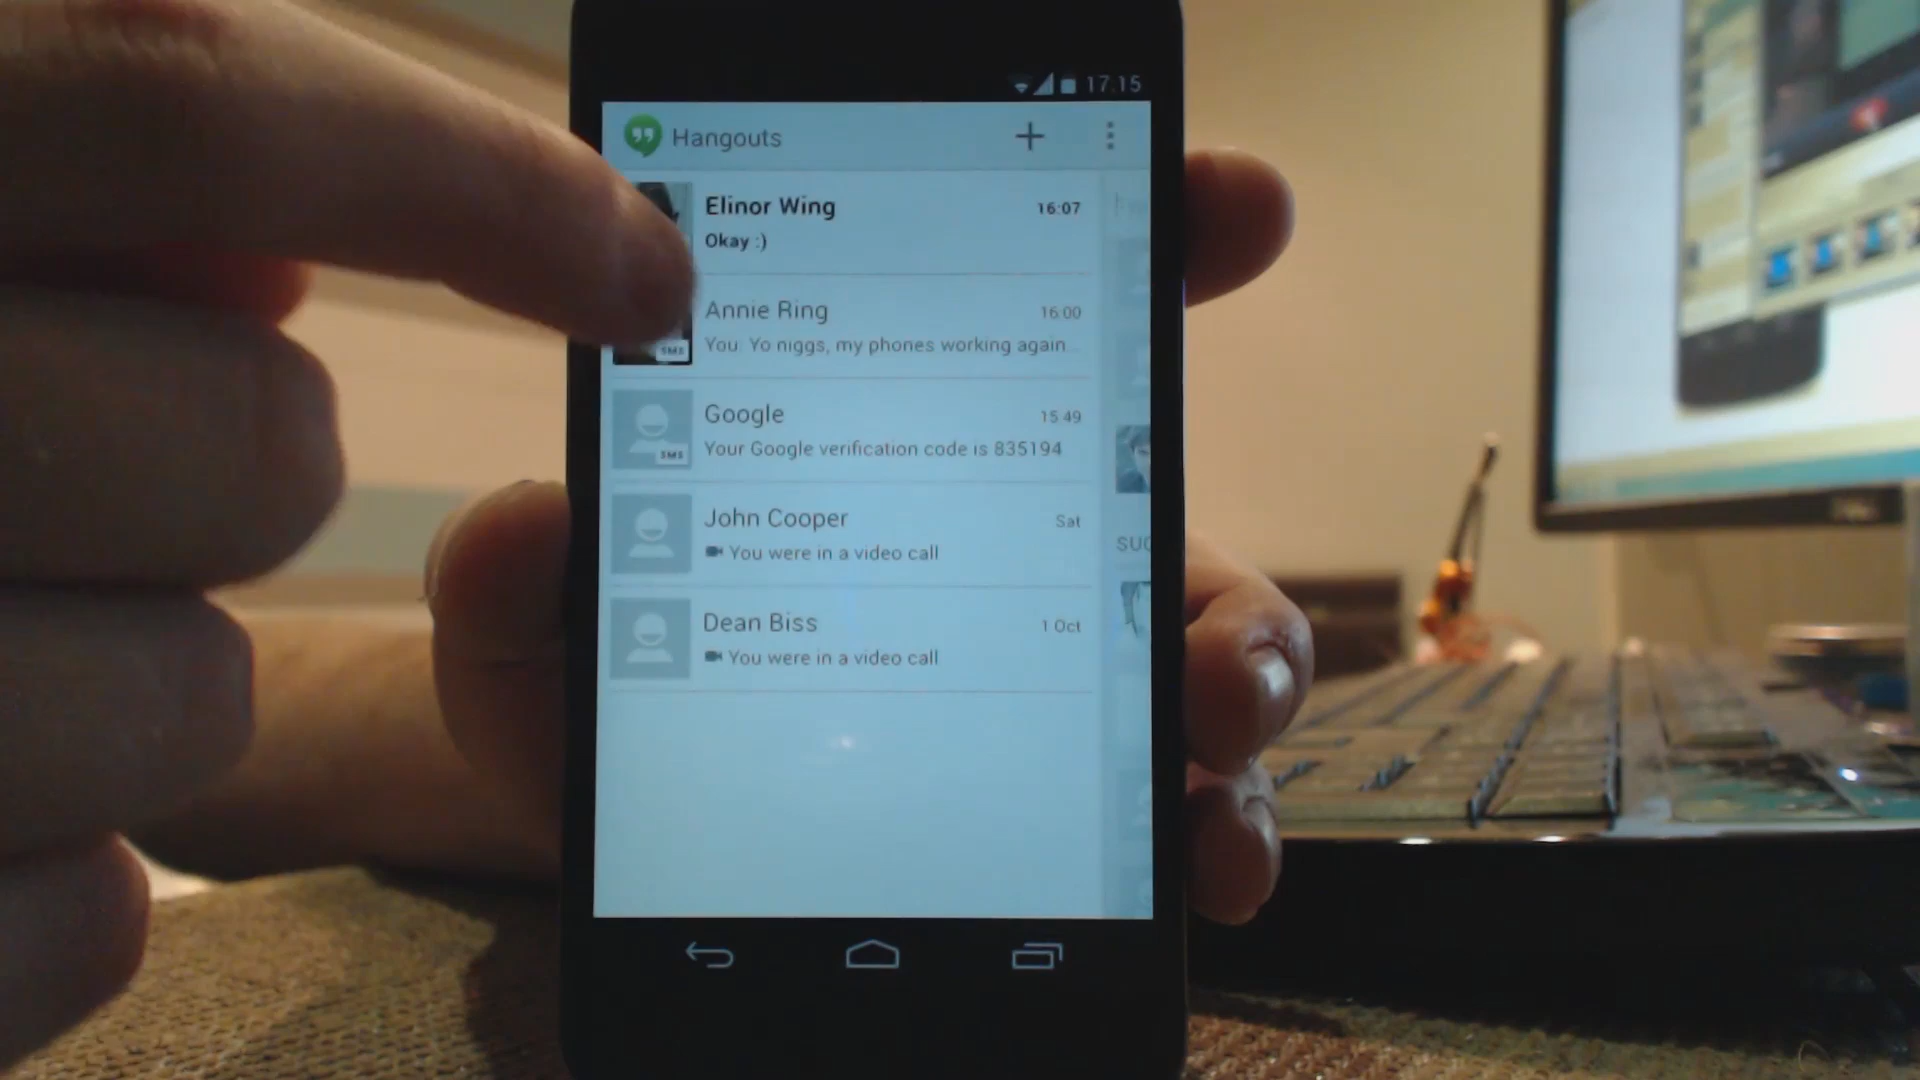 17.15
Hangouts
Elinor Wing 16:07
Okay :)
Annie Ring 16:00
You: Yo niggs, my phones working again...
SMS
Google 15:49
Your Google verification code is 835194
SMS
John Cooper Sat
You were in a video call
Dean Biss 1 Oct
You were in a video call
SUG